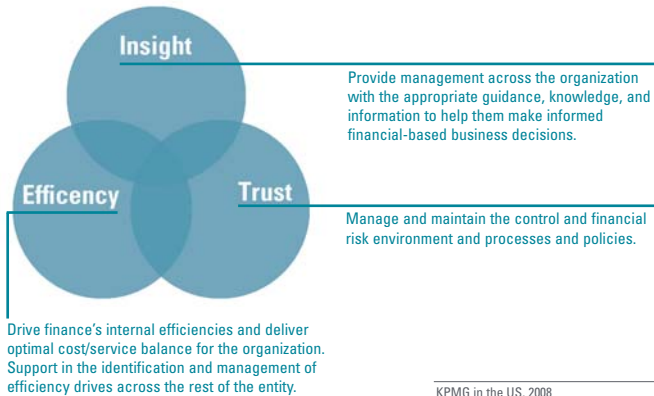 Insight
Provide management across the organization
with the appropriate guidance, knowledge, and
information to help them make informed
financial-based business decisions.
Efficency
Trust
Manage and maintain the control and financial
risk environment and processes and policies.
Drive finance's internal efficiencies and deliver
optimal cost/service balance for the organization.
Support in the identification and management of
efficiency drives across the rest of the entity.
KPMG in the US, 2008